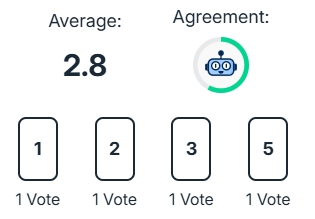 Average:
Agreement:
2.8
1
2
3
5
1 Vote
1 Vote
1 Vote
1 Vote